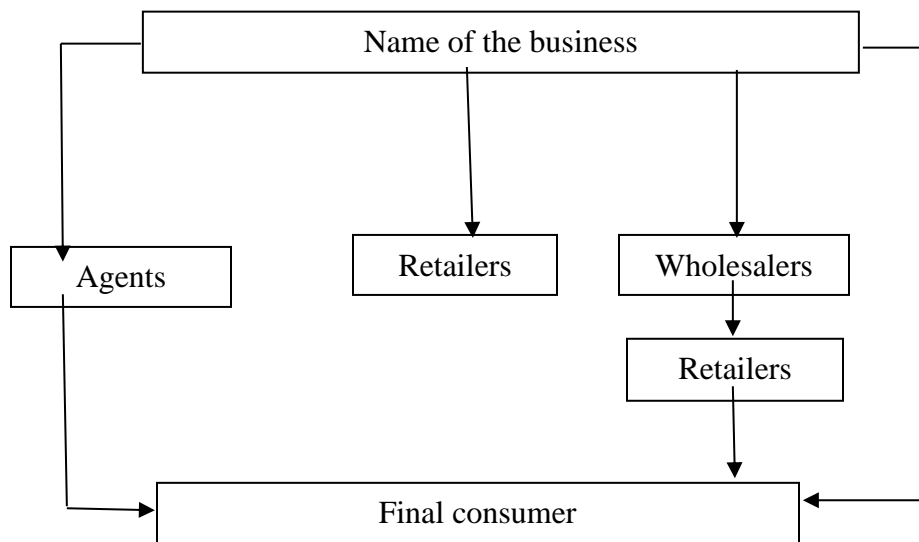 Name of the business
Agents
Retailers
Wholesalers
Retailers
Final consumer